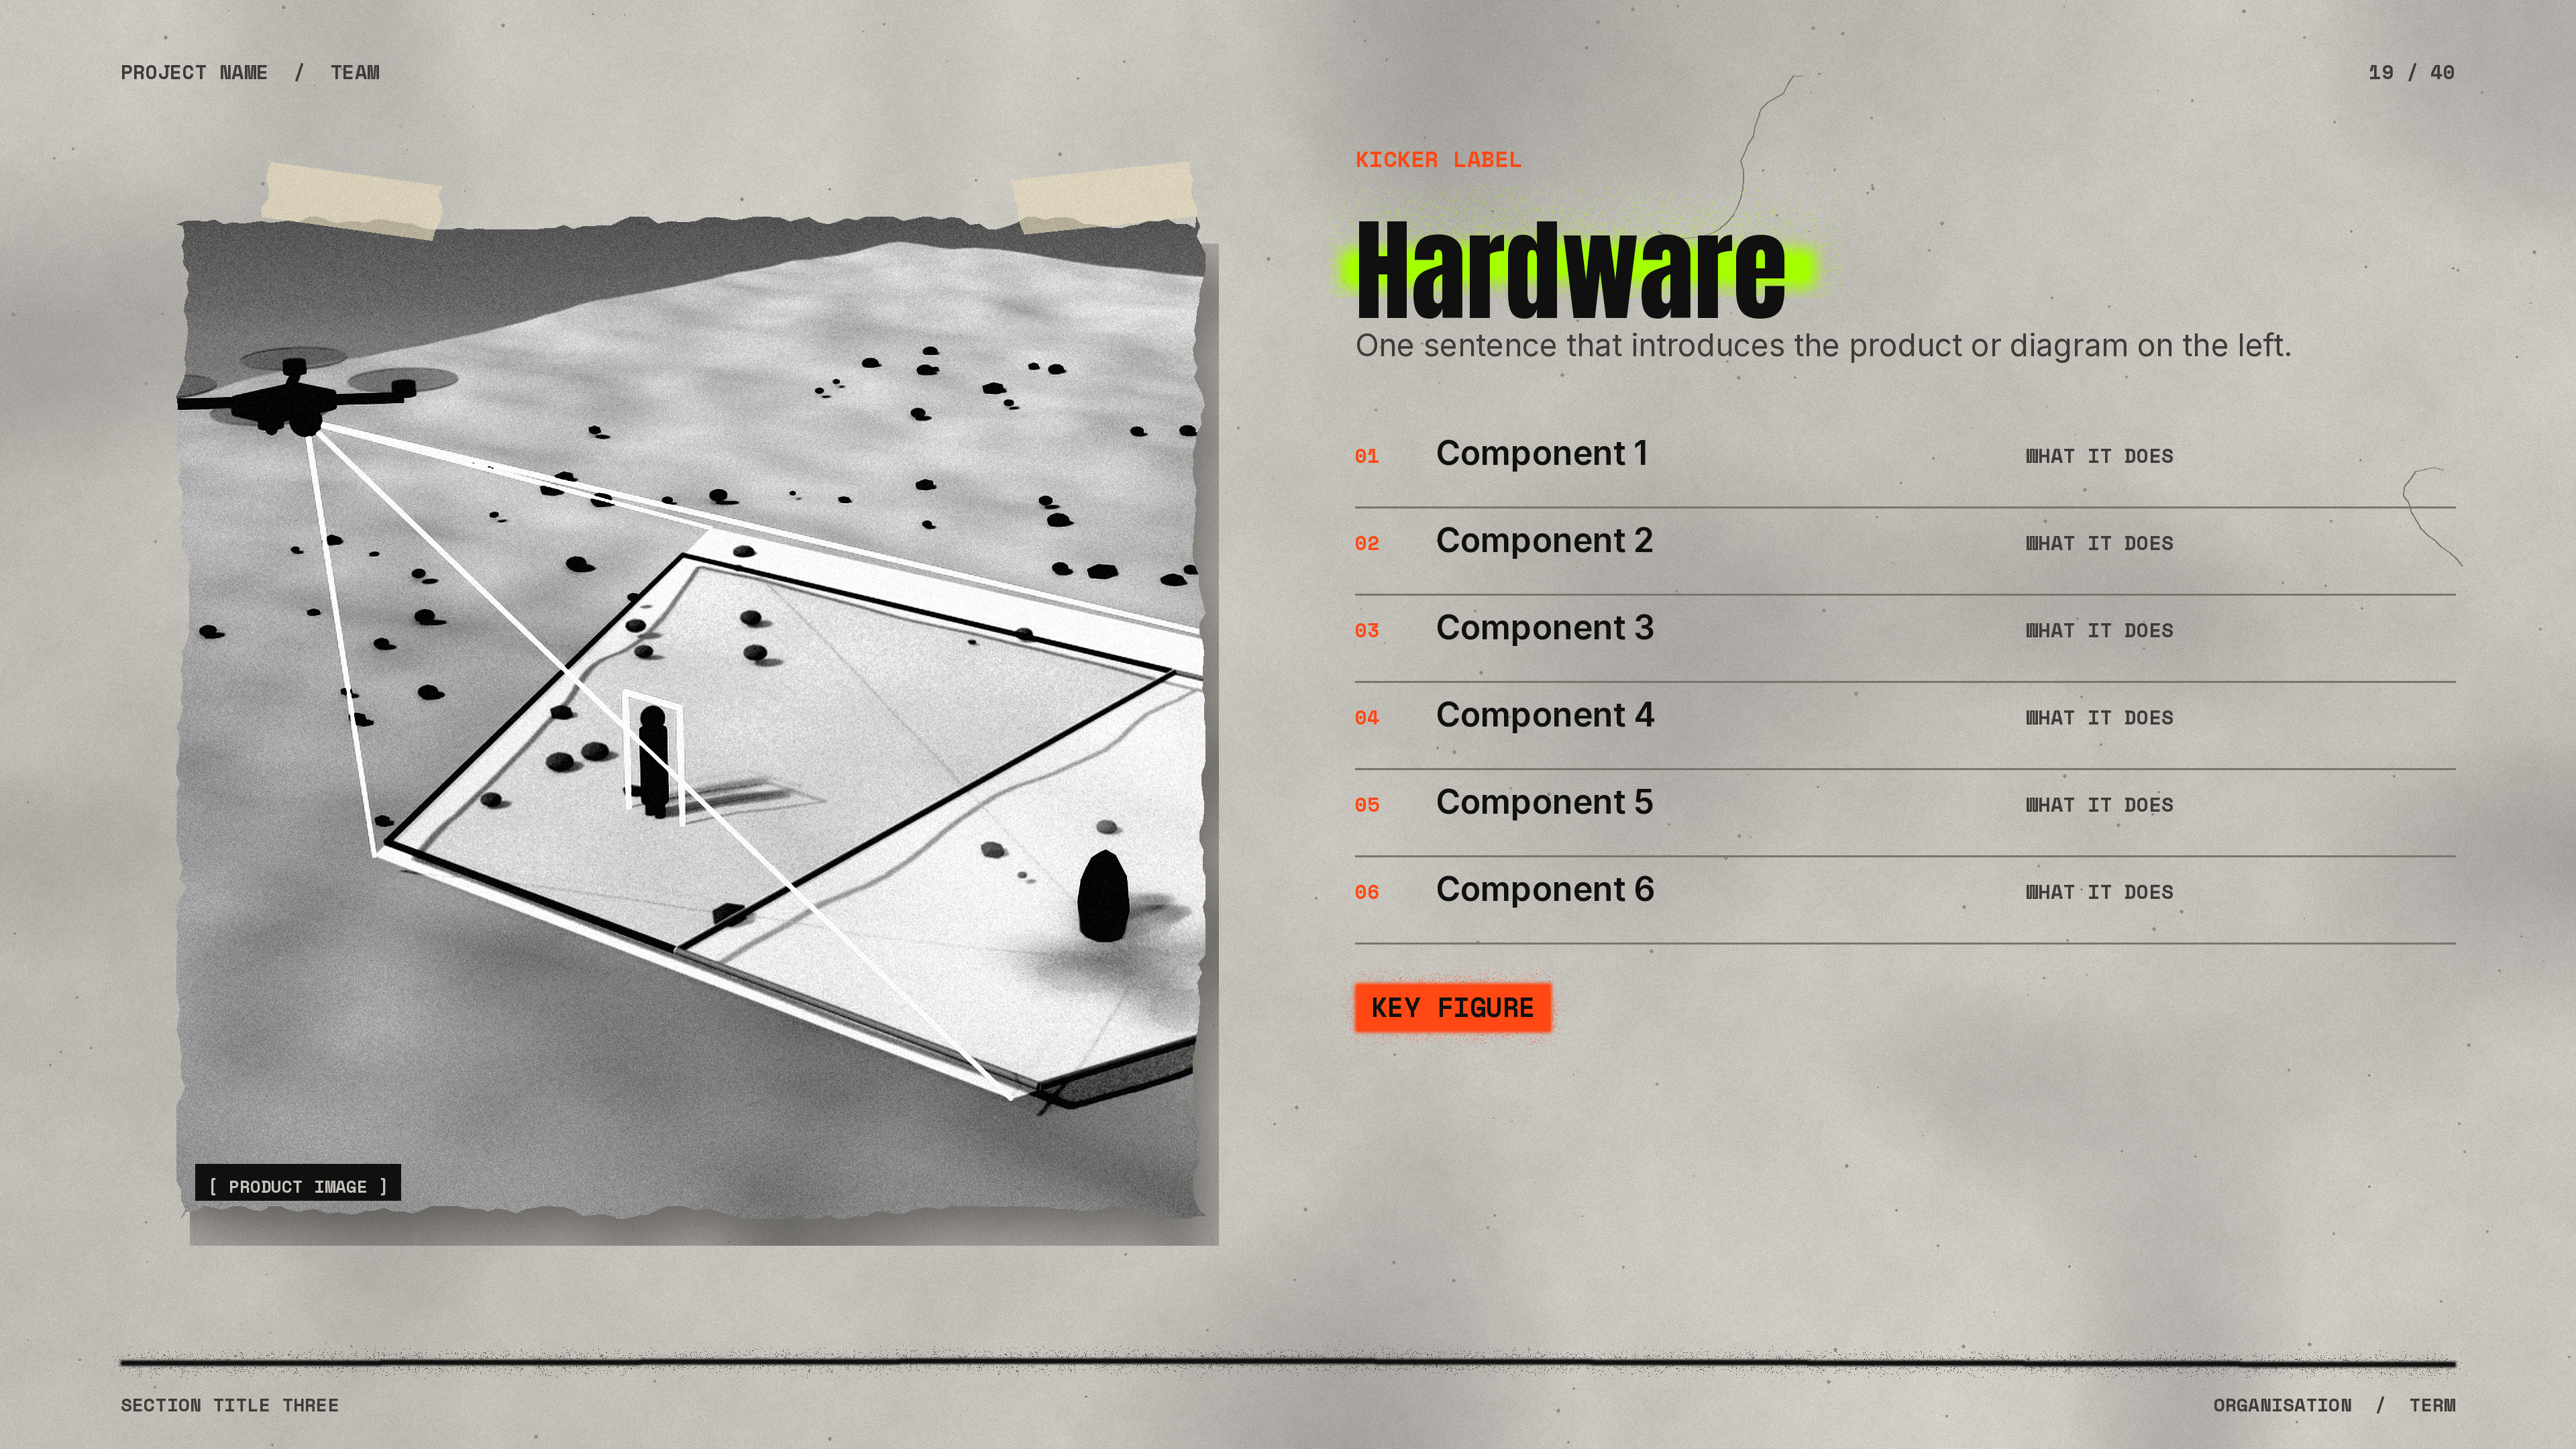 PROJECT NAME / TEAM
19 / 40
KICKER LABEL
Hardware
One sentence that introduces the product or diagram on the left.
01 Component 1 WHAT IT DOES
02 Component 2 WHAT IT DOES
03 Component 3 WHAT IT DOES
04 Component 4 WHAT IT DOES
05 Component 5 WHAT IT DOES
06 Component 6 WHAT IT DOES
KEY FIGURE
[ PRODUCT IMAGE ]
SECTION TITLE THREE
ORGANISATION / TERM